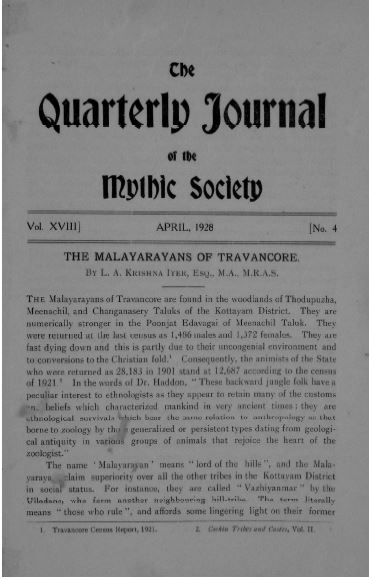 The
Quarterly Journal
of the
Mythic Society
Vol. XVIII] APRIL, 1928 [No. 4
THE MALAYARAYANS OF TRAVANCORE.
BY L. A. KRISHNA IYER, ESQ., M.A., M.R.A.S.
THE Malayarayans of Travancore are found in the woodlands of Thodupuzha,
Meenachil, and Changanasery Taluks of the Kottayam District. They are
numerically stronger in the Poonjat Edavagai of Meenachil Taluk. They
were returned at the last census as 1,486 males and 1,372 females. They are
fast dying down and this is partly due to their uncongenial environment and
to conversions to the Christian fold.¹ Consequently, the animists of the State
who were returned as 28,183 in 1901 stand at 12,687 according to the census
of 1921.² In the words of Dr. Haddon, " These backward jungle folk have a
peculiar interest to ethnologists as they appear to retain many of the customs
beliefs which characterized mankind in very ancient times ; they are
ethnological survivals which bear the same relation to anthropology as that
borne to zoology by the generalized or persistent types dating from geologi-
cal antiquity in various groups of animals that rejoice the heart of the
zoologist."
The name ' Malayarayan ' means " lord of the hills ", and the Mala-
claim superiority over all the other tribes in the Kottayam District
in social status. For instance, they are called " Vazhiyanmar " by the
Ulladans, who form another neighbouring hill-tribe. The term literally
means " those who rule ", and affords some lingering light on their former
1. Travancore Census Report, 1921. 2. Cochin Tribes and Castes, Vol. II.